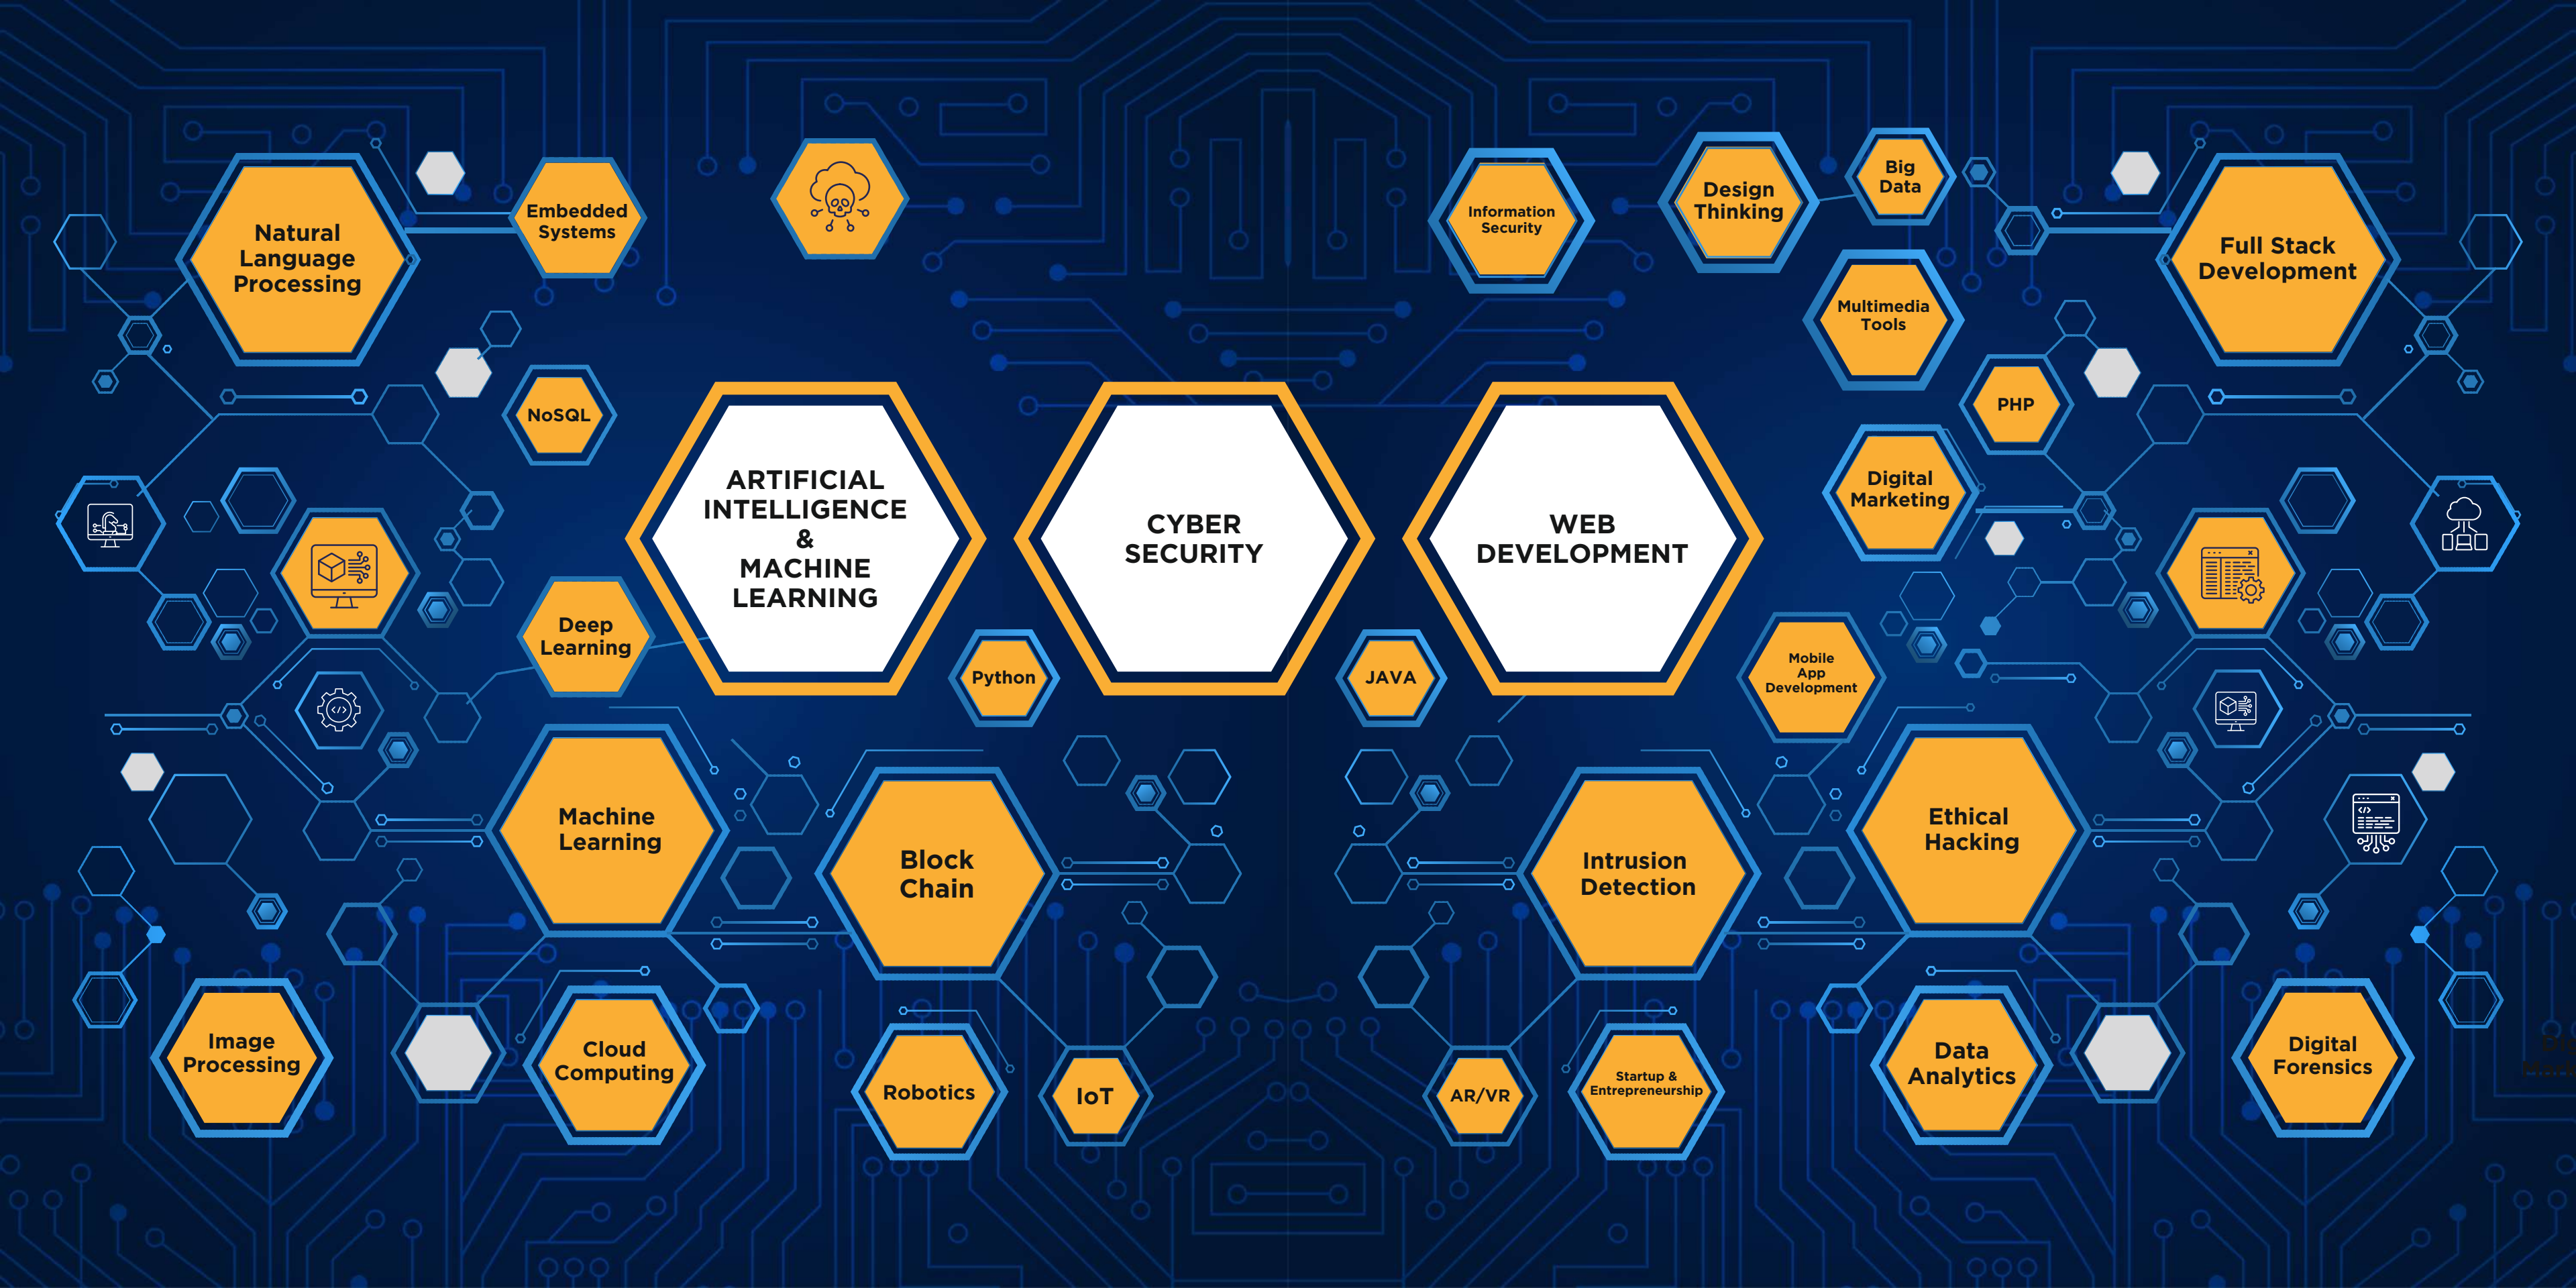 Natural
Language
Processing
Embedded
Systems
Information
Security
Design
Thinking
Big
Data
Full Stack
Development
Multimedia
Tools
NoSQL
PHP
ARTIFICIAL
INTELLIGENCE
&
MACHINE
LEARNING
CYBER
SECURITY
WEB
DEVELOPMENT
Digital
Marketing
Deep
Learning
Python
JAVA
Mobile
App
Development
Machine
Learning
Block
Chain
Intrusion
Detection
Ethical
Hacking
Image
Processing
Cloud
Computing
Robotics
IoT
AR/VR
Startup &
Entrepreneurship
Data
Analytics
Digital
Forensics